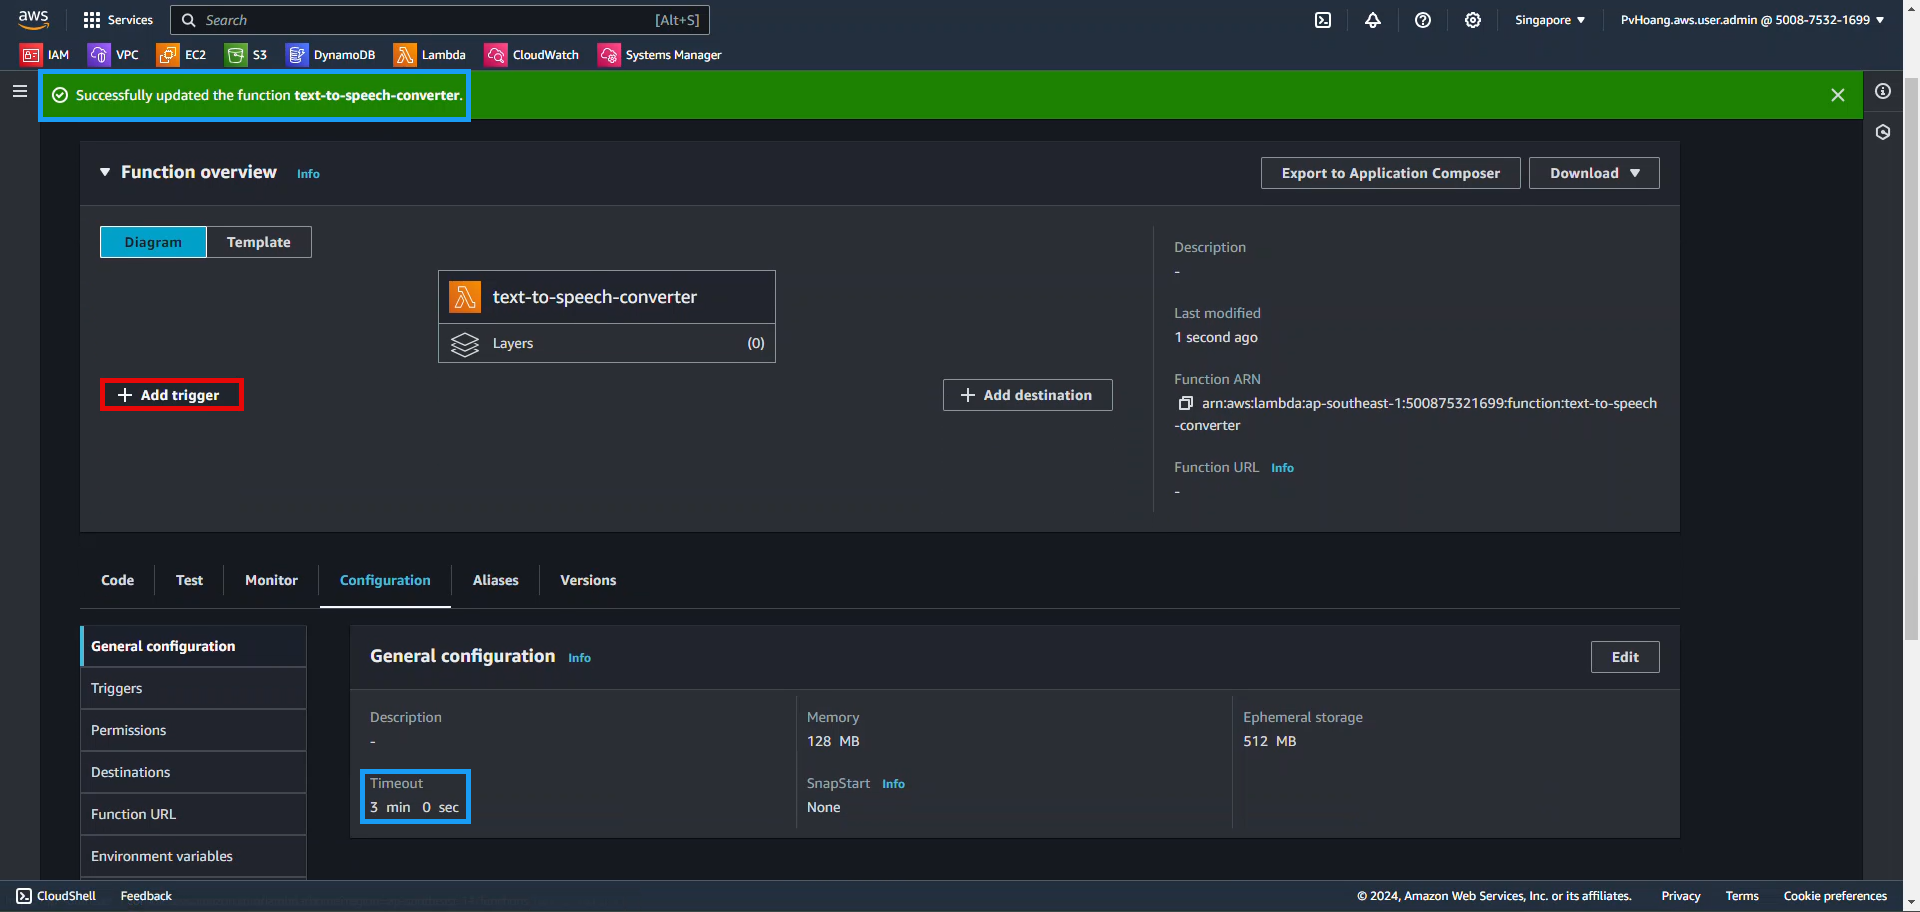 aws
Services
Search
[Alt+S]
Singapore
PvHoang.aws.user.admin @ 5008-7532-1699
IAM
VPC
EC2
S3
DynamoDB
Lambda
CloudWatch
Systems Manager
Successfully updated the function text-to-speech-converter.
Function overview
Info
Export to Application Composer
Download
Diagram
Template
text-to-speech-converter
Layers
(0)
Add trigger
Add destination
Description
-
Last modified
1 second ago
Function ARN
arn:aws:lambda:ap-southeast-1:500875321699:function:text-to-speech
-converter
Function URL Info
-
Code
Test
Monitor
Configuration
Aliases
Versions
General configuration
Triggers
Permissions
Destinations
Function URL
Environment variables
General configuration Info
Edit
Description
-
Memory
128 MB
Ephemeral storage
512 MB
Timeout
3 min 0 sec
SnapStart Info
None
CloudShell
Feedback
© 2024, Amazon Web Services, Inc. or its affiliates.
Privacy
Terms
Cookie preferences